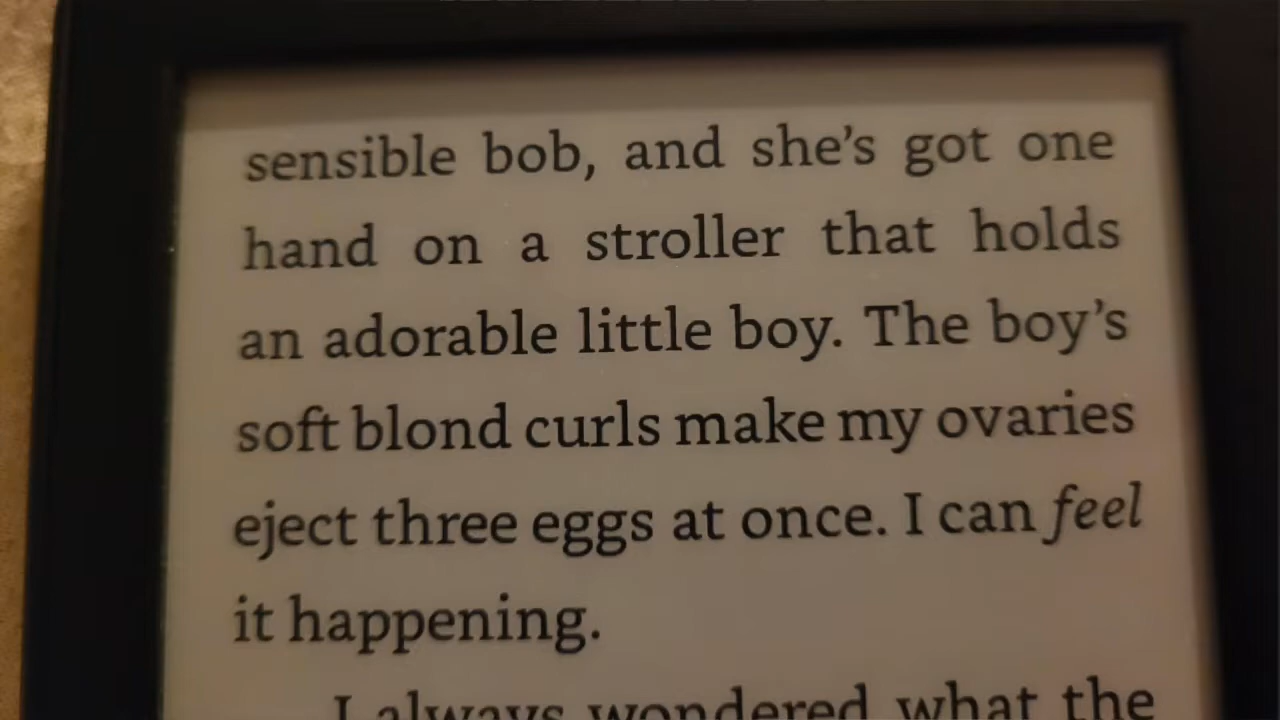 sensible bob, and she’s got one
hand on a stroller that holds
an adorable little boy. The boy’s
soft blond curls make my ovaries
eject three eggs at once. I can feel
it happening.
I always wondered what the